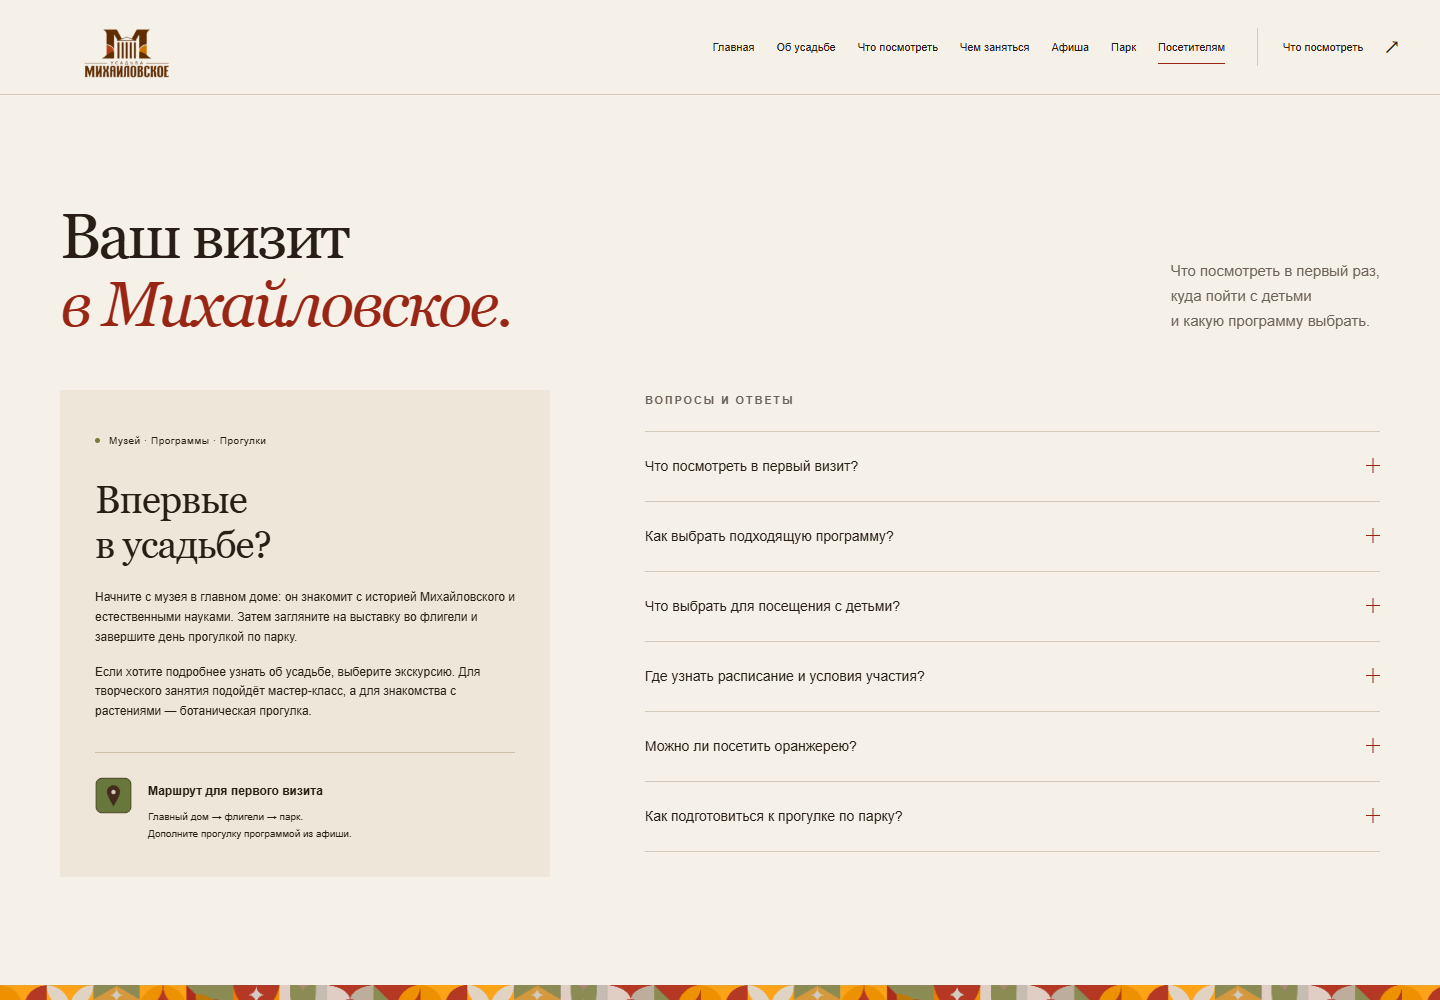 УСАДЬБА
МИХАЙЛОВСКОЕ
Главная
Об усадьбе
Что посмотреть
Чем заняться
Афиша
Парк
Посетителям
Что посмотреть
Ваш визит
в Михайловское.
Что посмотреть в первый раз,
куда пойти с детьми
и какую программу выбрать.
Музей · Программы · Прогулки
Впервые
в усадьбе?
Начните с музея в главном доме: он знакомит с историей Михайловского и
естественными науками. Затем загляните на выставку во флигели и
завершите день прогулкой по парку.
Если хотите подробнее узнать об усадьбе, выберите экскурсию. Для
творческого занятия подойдёт мастер-класс, а для знакомства с
растениями — ботаническая прогулка.
Маршрут для первого визита
Главный дом → флигели → парк.
Дополните прогулку программой из афиши.
ВОПРОСЫ И ОТВЕТЫ
Что посмотреть в первый визит?
Как выбрать подходящую программу?
Что выбрать для посещения с детьми?
Где узнать расписание и условия участия?
Можно ли посетить оранжерею?
Как подготовиться к прогулке по парку?